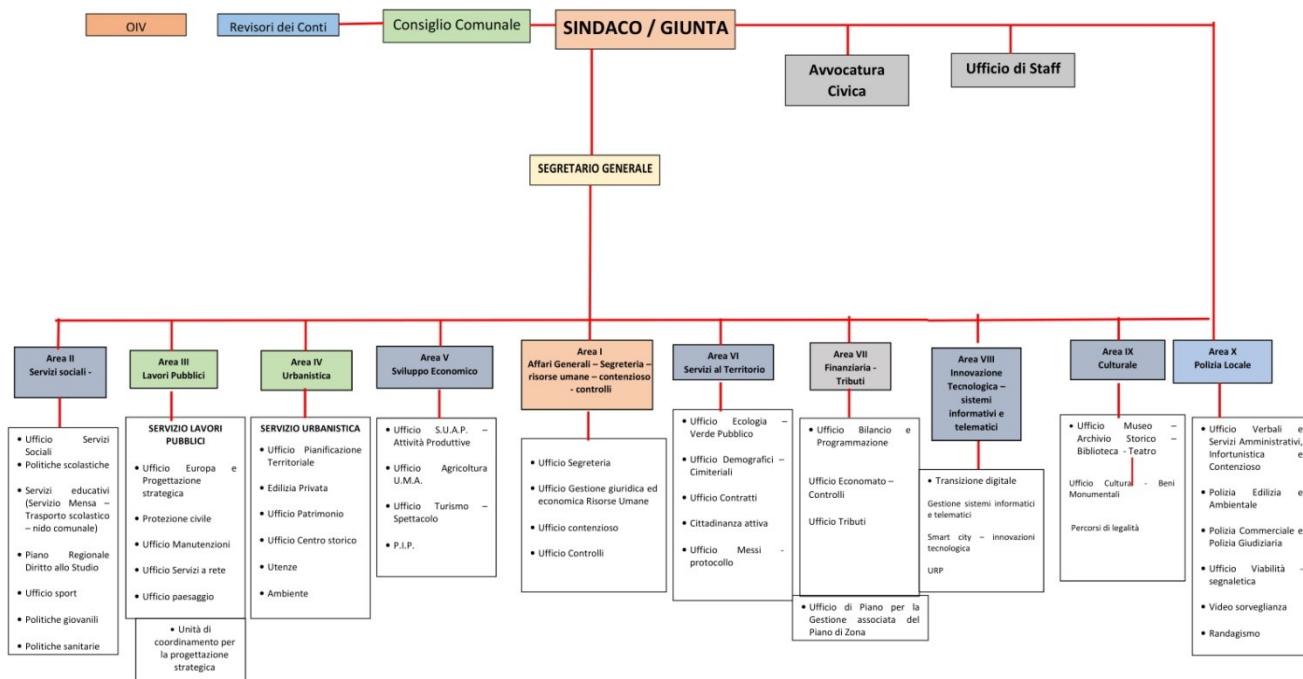 OIV
Revisori dei Conti
Consiglio Comunale
SINDACO / GIUNTA
Avvocatura
Civica
Ufficio di Staff
SEGRETARIO GENERALE
Area II
Servizi sociali -
• Ufficio Servizi
Sociali
• Politiche scolastiche
• Servizi educativi
(Servizio Mensa –
Trasporto scolastico
– nido comunale)
• Piano Regionale
Diritto allo Studio
• Ufficio sport
• Politiche giovanili
• Politiche sanitarie
Area III
Lavori Pubblici
SERVIZIO LAVORI
PUBBLICI
• Ufficio Europa e
Progettazione
strategica
• Protezione civile
• Ufficio Manutenzioni
• Ufficio Servizi a rete
• Ufficio paesaggio
• Unità di
coordinamento per
la progettazione
strategica
Area IV
Urbanistica
SERVIZIO URBANISTICA
• Ufficio Pianificazione
Territoriale
• Edilizia Privata
• Ufficio Patrimonio
• Ufficio Centro storico
• Utenze
• Ambiente
Area V
Sviluppo Economico
• Ufficio S.U.A.P. –
Attività Produttive
• Ufficio Agricoltura
U.M.A.
• Ufficio Turismo –
Spettacolo
• P.I.P.
Area I
Affari Generali – Segreteria –
risorse umane – contenzioso
- controlli
• Ufficio Segreteria
• Ufficio Gestione giuridica ed
economica Risorse Umane
• Ufficio contenzioso
• Ufficio Controlli
Area VI
Servizi al Territorio
• Ufficio Ecologia –
Verde Pubblico
• Ufficio Demografici –
Cimiteriali
• Ufficio Contratti
• Cittadinanza attiva
• Ufficio Messi -
protocollo
Area VII
Finanziaria -
Tributi
• Ufficio Bilancio e
Programmazione
Ufficio Economato –
Controlli
Ufficio Tributi
• Ufficio di Piano per la
Gestione associata del
Piano di Zona
Area VIII
Innovazione
Tecnologica –
sistemi
informativi e
telematici
• Transizione digitale
Gestione sistemi informatici
e telematici
Smart city – innovazioni
tecnologica
URP
Area IX
Culturale
• Ufficio Museo –
Archivio Storico –
Biblioteca - Teatro
Ufficio Cultura - Beni
Monumentali
Percorsi di legalità
Area X
Polizia Locale
• Ufficio Verbali e
Servizi Amministrativi,
Infortunistica e
Contenzioso
• Polizia Edilizia e
Ambientale
• Polizia Commerciale e
Polizia Giudiziaria
• Ufficio Viabilità -
segnaletica
• Video sorveglianza
• Randagismo